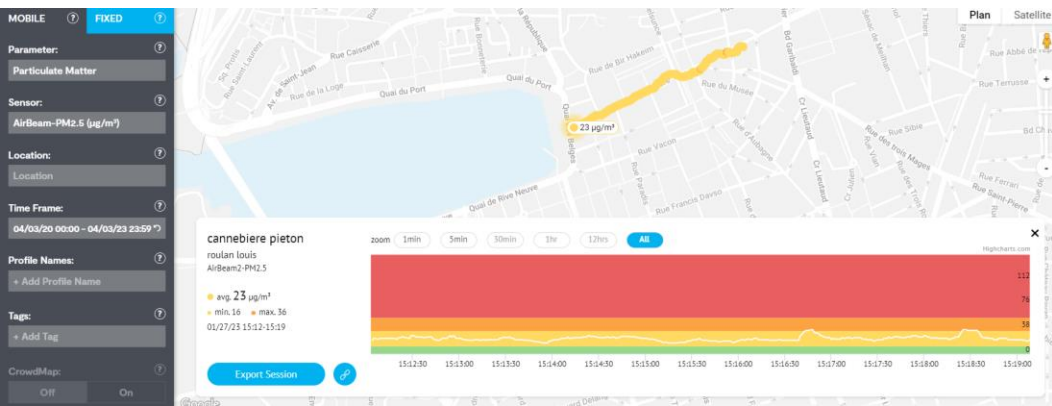 MOBILE
FIXED
Parameter:
Particulate Matter
Sensor:
AirBeam-PM2.5 (µg/m³)
Location:
Location
Time Frame:
04/03/20 00:00 - 04/03/23 23:59
Profile Names:
+ Add Profile Name
Tags:
+ Add Tag
CrowdMap:
Off On
Plan Satellite
Rue Caisserie
Av. de Saint-Jean
Rue de la Loge
Quai du Port
Quai du Port
Rue de Bir Hakeim
Bd Garibaldi
Rue du Musée
Rue Vacon
Rue d'Aubagne
Cr Lieutaud
Cr Lieutaud
Rue Paradis
Rue Francis Davso
Quai de Rive Neuve
Rue des trois Mages
Rue Sibié
Rue Terrusse
Rue Ferrari
Rue Saint-Pierre
Rue Vian
Cr Julien
23 µg/m³
cannebiere pieton
roulan louis
AirBeam2-PM2.5
avg. 23 µg/m³
min. 16 max. 36
01/27/23 15:12-15:19
Export Session
zoom 1min 5min 30min 1hr 12hrs All
Highcharts.com
112
76
38
0
15:12:30 15:13:00 15:13:30 15:14:00 15:14:30 15:15:00 15:15:30 15:16:00 15:16:30 15:17:00 15:17:30 15:18:00 15:18:30 15:19:00
Google